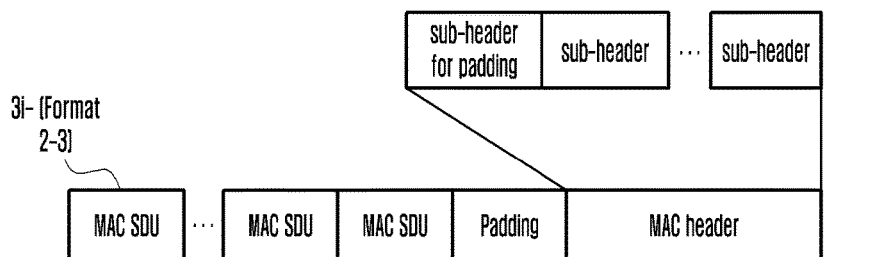 sub-header
for padding
sub-header
...
sub-header
3i- (Format
2-3)
MAC SDU
...
MAC SDU
MAC SDU
Padding
MAC header